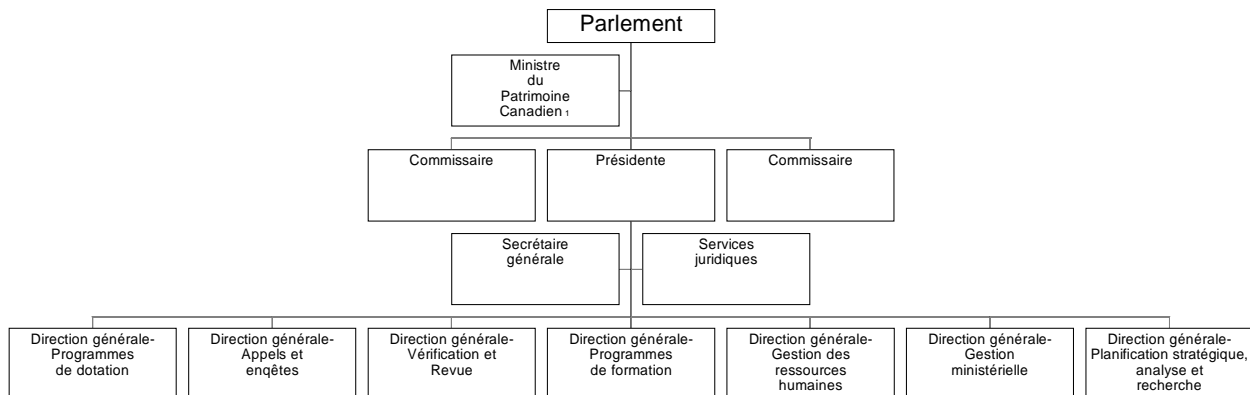 Parlement
Ministre
du
Patrimoine
Canadien 1
Commissaire
Présidente
Commissaire
Secrétaire
générale
Services
juridiques
Direction générale-
Programmes
de dotation
Direction générale-
Appels et
enqêtes
Direction générale-
Vérification et
Revue
Direction générale-
Programmes
de formation
Direction générale-
Gestion des
ressources
humaines
Direction générale-
Gestion
ministérielle
Direction générale-
Planification stratégique,
analyse et
recherche